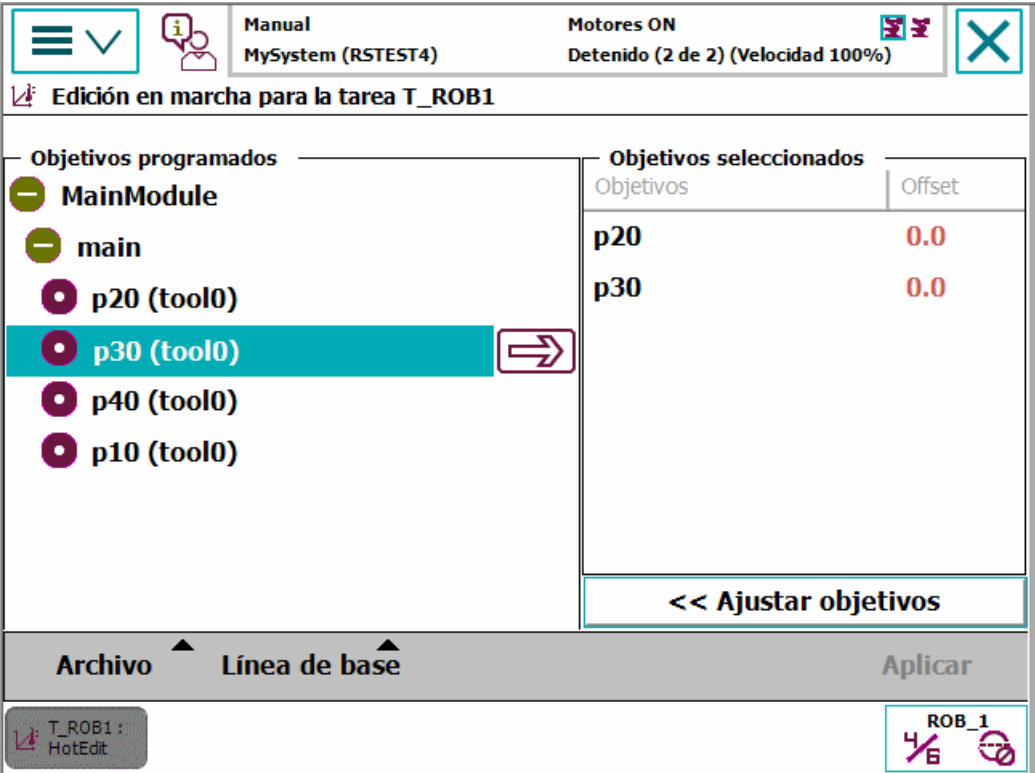 Manual
MySystem (RSTEST4)
Motores ON
Detenido (2 de 2) (Velocidad 100%)
Edición en marcha para la tarea T_ROB1
Objetivos programados
MainModule
main
p20 (tool0)
p30 (tool0)
p40 (tool0)
p10 (tool0)
Objetivos seleccionados
Objetivos Offset
p20 0.0
p30 0.0
<< Ajustar objetivos
Archivo Línea de base Aplicar
T_ROB1 :
HotEdit
ROB_1
4/6